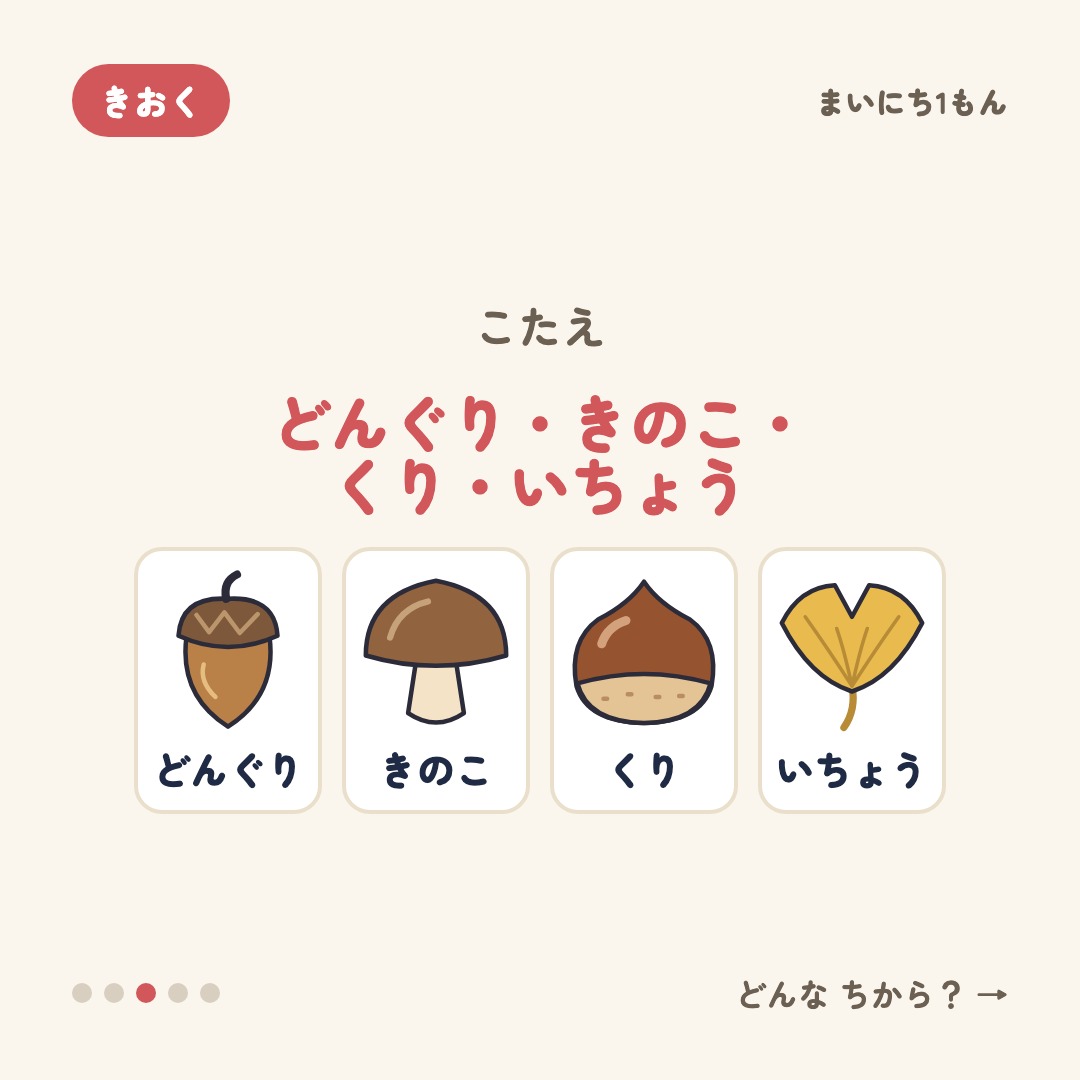 きおく
まいにち1もん
こたえ
どんぐり・きのこ・
くり・いちょう
どんぐり
きのこ
くり
いちょう
どんな ちから？ →